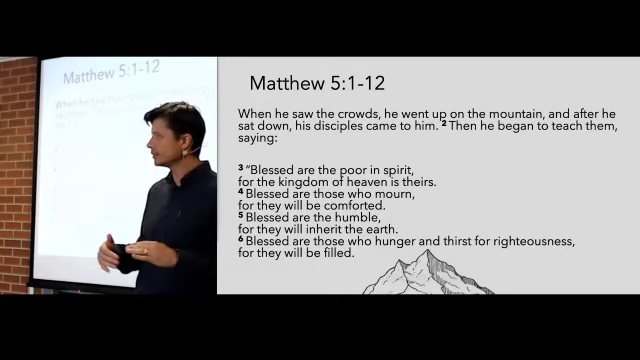 Matthew 5:1-12
Matthew 5:1-12
When he saw the crowds, he went up on the mountain, and after he
sat down, his disciples came to him. 2 Then he began to teach them,
saying:
3 “Blessed are the poor in spirit,
for the kingdom of heaven is theirs.
4 Blessed are those who mourn,
for they will be comforted.
5 Blessed are the humble,
for they will inherit the earth.
6 Blessed are those who hunger and thirst for righteousness,
for they will be filled.